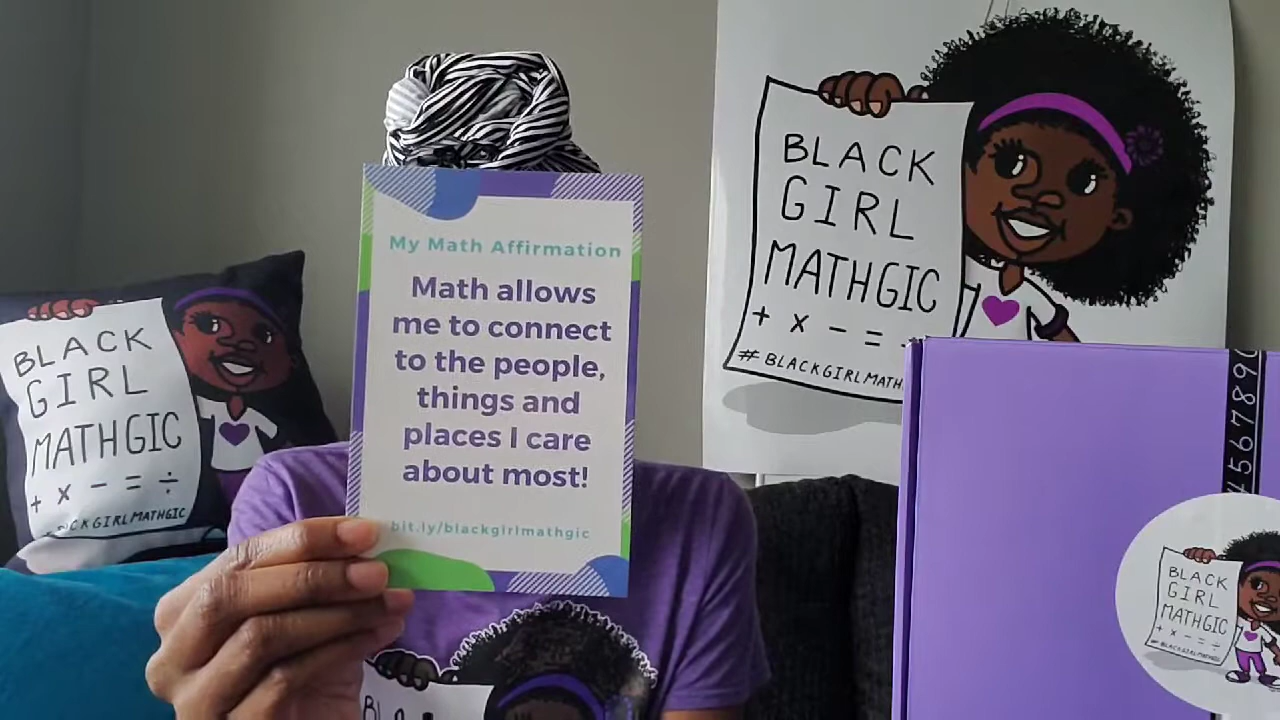 My Math Affirmation
Math allows
me to connect
to the people,
things and
places I care
about most!
bit.ly/blackgirlmathgic
BLACK
GIRL
MATHGIC
+ x - = ÷
BLACK
GIRL
MATHGIC
+ x - =
#BLACKGIRLMATH
4567890
BLACK
GIRL
MATHGIC
+ x - = ÷
#BLACKGIRLMATHGIC